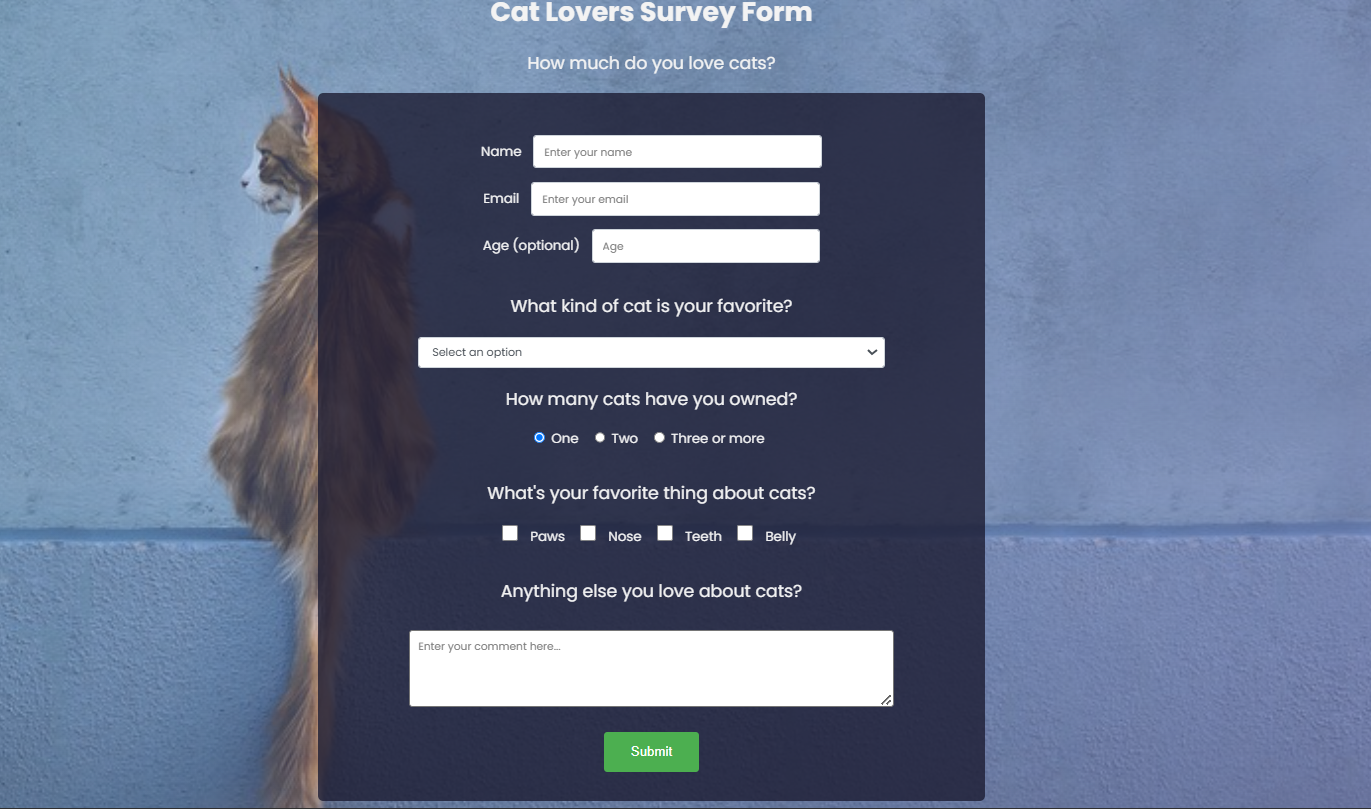 Cat Lovers Survey Form
How much do you love cats?
Name Enter your name
Email Enter your email
Age (optional) Age
What kind of cat is your favorite?
Select an option
How many cats have you owned?
One Two Three or more
What's your favorite thing about cats?
Paws Nose Teeth Belly
Anything else you love about cats?
Enter your comment here...
Submit